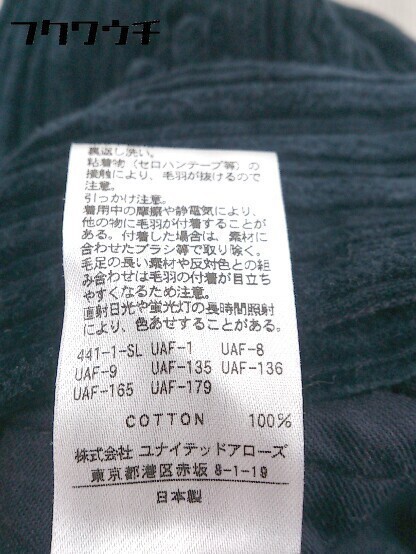 フクワウチ
裏返し洗い。
粘着物（セロハンテープ等）の
接触により、毛羽が抜けるので
注意。
引っかけ注意。
着用中の摩擦や静電気により、
他の物に毛羽が付着することが
ある。付着した場合は、素材に
合わせたブラシ等で取り除く。
毛足の長い素材や反対色との組
み合わせは毛羽の付着が目立ち
やすくなるため注意。
直射日光や蛍光灯の長時間照射
により、色あせすることがある。
441-1-SL UAF-1 UAF-8
UAF-9 UAF-135 UAF-136
UAF-165 UAF-179
COTTON 100%
株式会社 ユナイテッドアローズ
東京都港区赤坂8-1-19
日本製